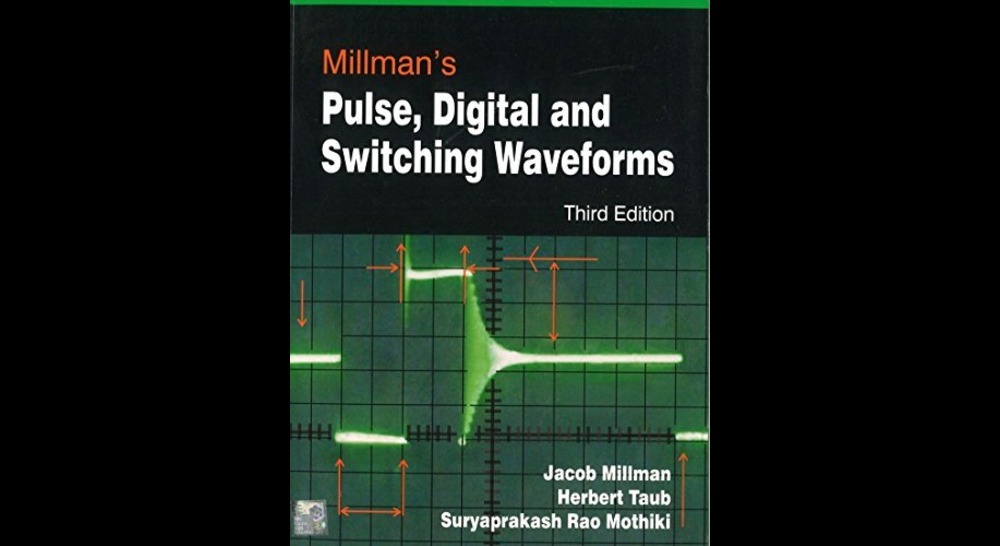 Millman's
Pulse, Digital and
Switching Waveforms
Third Edition
Jacob Millman
Herbert Taub
Suryaprakash Rao Mothiki